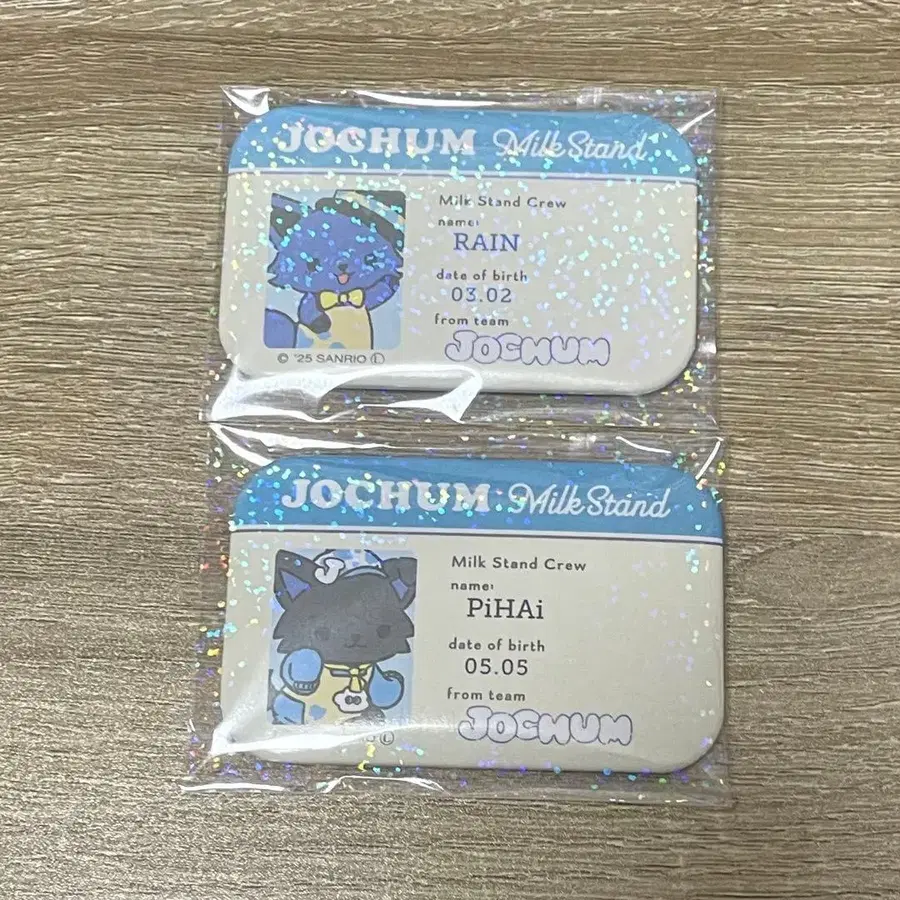 JOCHUM Milk Stand
Milk Stand Crew
name:
RAIN
date of birth
03.02
from team
JOCHUM
© '25 SANRIO Ⓛ
JOCHUM Milk Stand
J
Milk Stand Crew
name:
PiHAi
date of birth
05.05
from team
JOCHUM
Ⓛ